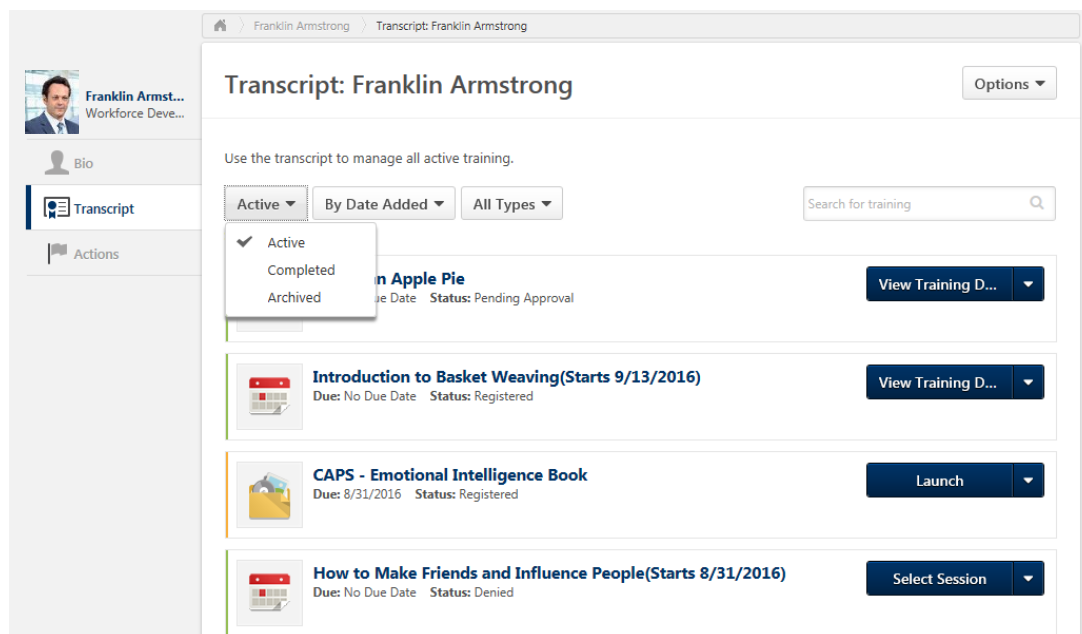 Franklin Armstrong Transcript: Franklin Armstrong
Franklin Armst...
Workforce Deve...
Bio
Transcript
Actions
Transcript: Franklin Armstrong
Options
Use the transcript to manage all active training.
Active By Date Added All Types Search for training
Active
Completed
Archived
Apple Pie
Date Status: Pending Approval
View Training D...
Introduction to Basket Weaving(Starts 9/13/2016)
Due: No Due Date Status: Registered
View Training D...
CAPS - Emotional Intelligence Book
Due: 8/31/2016 Status: Registered
Launch
How to Make Friends and Influence People(Starts 8/31/2016)
Due: No Due Date Status: Denied
Select Session